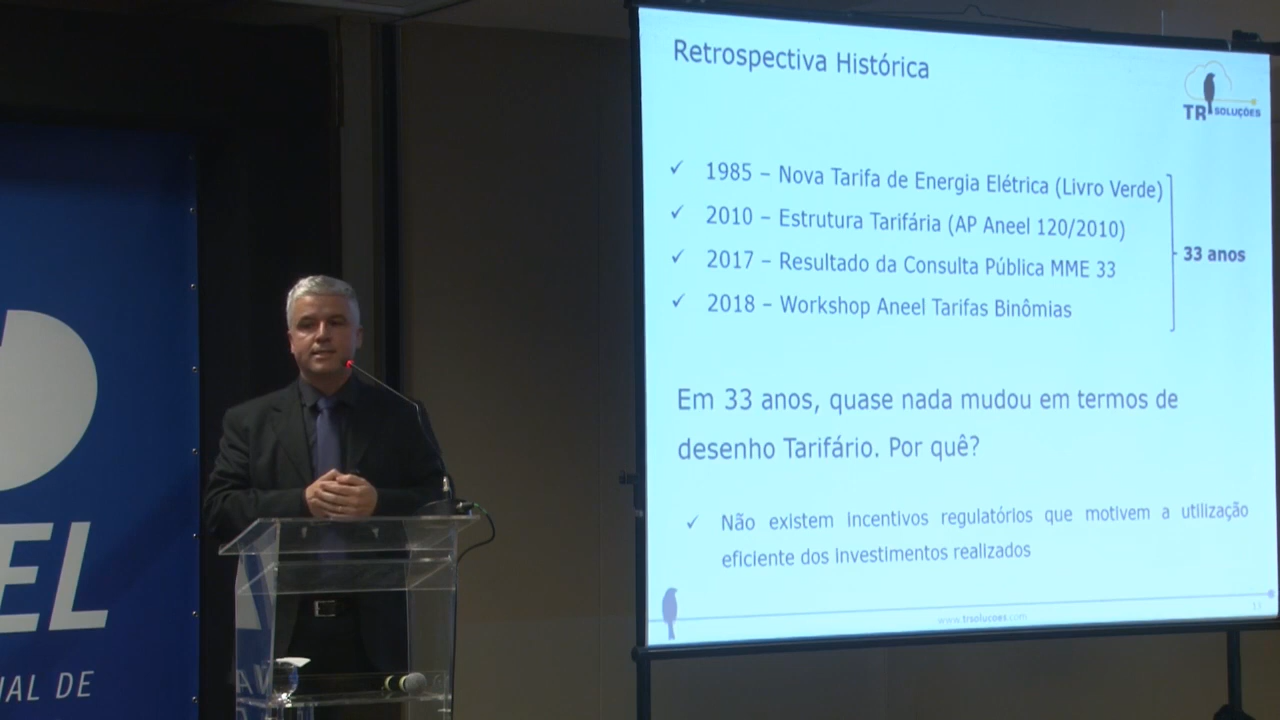 Retrospectiva Histórica
TR SOLUÇÕES
✓ 1985 – Nova Tarifa de Energia Elétrica (Livro Verde)
✓ 2010 – Estrutura Tarifária (AP Aneel 120/2010)
✓ 2017 – Resultado da Consulta Pública MME 33
✓ 2018 – Workshop Aneel Tarifas Binômias
33 anos
Em 33 anos, quase nada mudou em termos de
desenho Tarifário. Por quê?
✓ Não existem incentivos regulatórios que motivem a utilização
eficiente dos investimentos realizados
www.trsolucoes.com
EL
AL DE